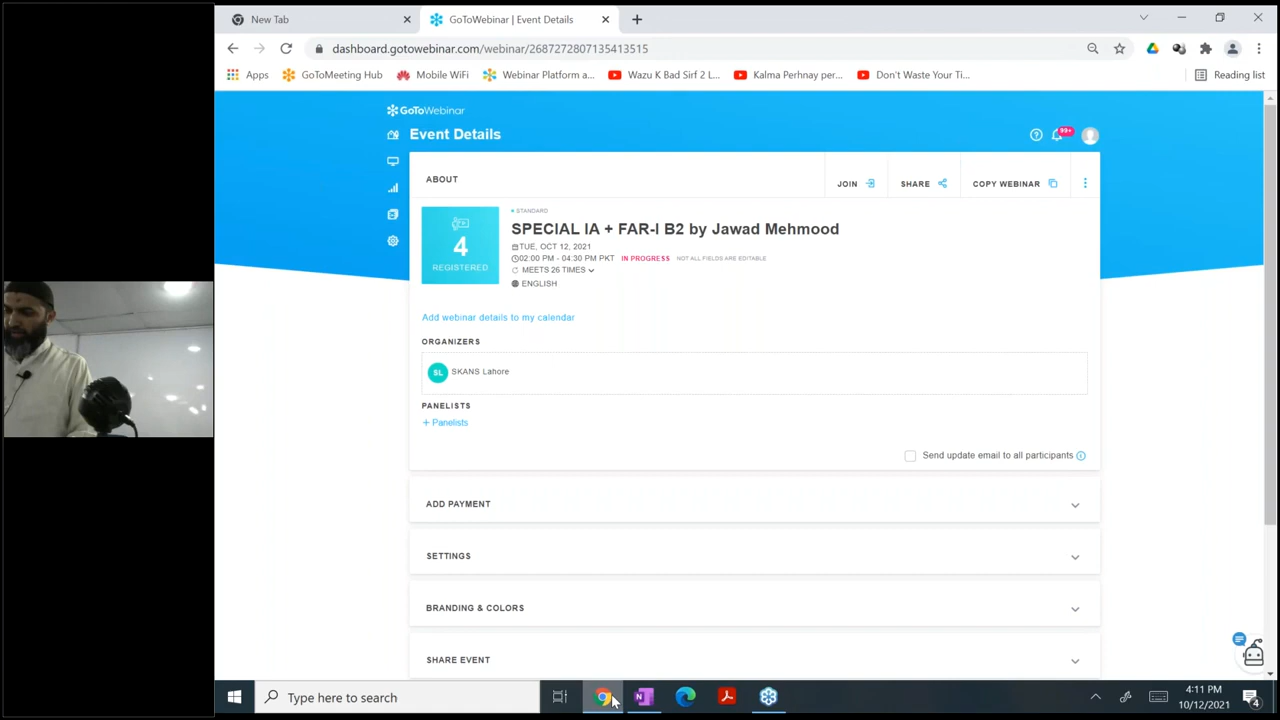 New Tab
GoToWebinar | Event Details
dashboard.gotowebinar.com/webinar/2687272807135413515
Apps
GoToMeeting Hub
Mobile WiFi
Webinar Platform a...
Wazu K Bad Sirf 2 L...
Kalma Perhnay per...
Don't Waste Your Ti...
Reading list
GoToWebinar
Event Details
99+
ABOUT
JOIN
SHARE
COPY WEBINAR
4
REGISTERED
STANDARD
SPECIAL IA + FAR-I B2 by Jawad Mehmood
TUE, OCT 12, 2021
02:00 PM - 04:30 PM PKT IN PROGRESS NOT ALL FIELDS ARE EDITABLE
MEETS 26 TIMES
ENGLISH
Add webinar details to my calendar
ORGANIZERS
SL SKANS Lahore
PANELISTS
+ Panelists
Send update email to all participants
ADD PAYMENT
SETTINGS
BRANDING & COLORS
SHARE EVENT
Type here to search
4:11 PM
10/12/2021
4